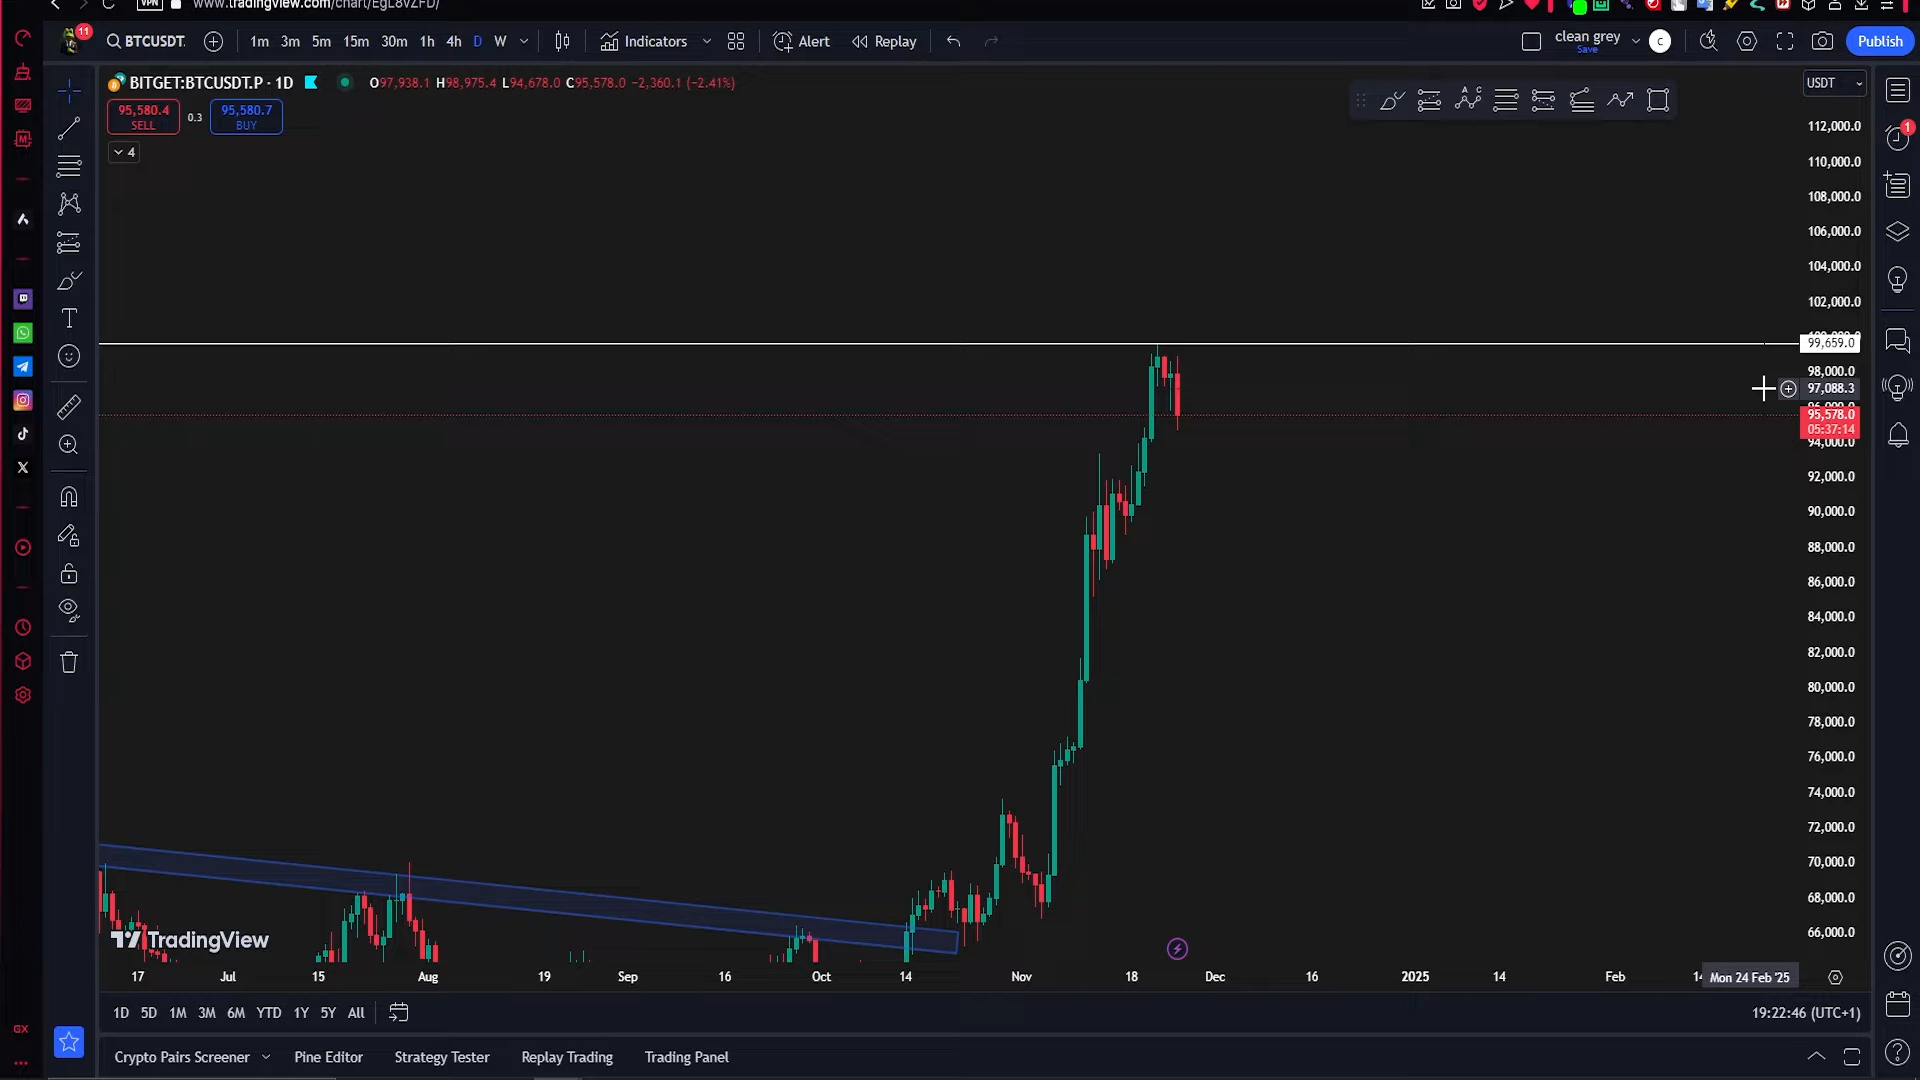 VPN www.tradingview.com/chart/EgL8VZFD/
11 BTCUSDT. 1m 3m 5m 15m 30m 1h 4h D W Indicators Alert Replay clean grey Save C Publish
BITGET:BTCUSDT.P · 1D O97,938.1 H98,975.4 L94,678.0 C95,578.0 −2,360.1 (−2.41%)
USDT
95,580.4 SELL 0.3 95,580.7 BUY
4
A C
1
112,000.0
110,000.0
108,000.0
106,000.0
104,000.0
102,000.0
99,659.0
98,000.0
97,088.3
95,578.0
05:37:14
94,000.0
92,000.0
90,000.0
88,000.0
86,000.0
84,000.0
82,000.0
80,000.0
78,000.0
76,000.0
74,000.0
72,000.0
70,000.0
68,000.0
66,000.0
TradingView
17 Jul 15 Aug 19 Sep 16 Oct 14 Nov 18 Dec 16 2025 14 Feb Mon 24 Feb '25
1D 5D 1M 3M 6M YTD 1Y 5Y All 19:22:46 (UTC+1)
GX
Crypto Pairs Screener Pine Editor Strategy Tester Replay Trading Trading Panel